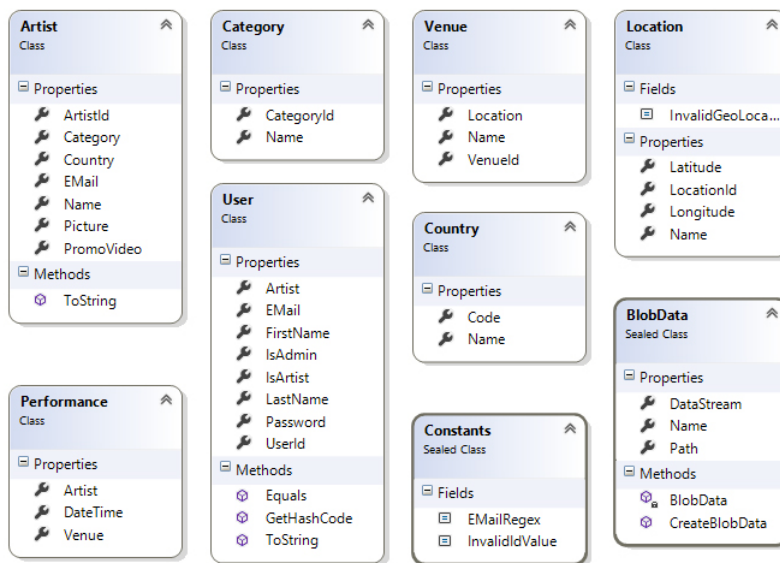 Artist
Class
Properties
ArtistId
Category
Country
EMail
Name
Picture
PromoVideo
Methods
ToString
Category
Class
Properties
CategoryId
Name
Venue
Class
Properties
Location
Name
VenueId
Location
Class
Fields
InvalidGeoLoca...
Properties
Latitude
LocationId
Longitude
Name
User
Class
Properties
Artist
EMail
FirstName
IsAdmin
IsArtist
LastName
Password
UserId
Methods
Equals
GetHashCode
ToString
Country
Class
Properties
Code
Name
BlobData
Sealed Class
Properties
DataStream
Name
Path
Methods
BlobData
CreateBlobData
Performance
Class
Properties
Artist
DateTime
Venue
Constants
Sealed Class
Fields
EMailRegex
InvalidIdValue